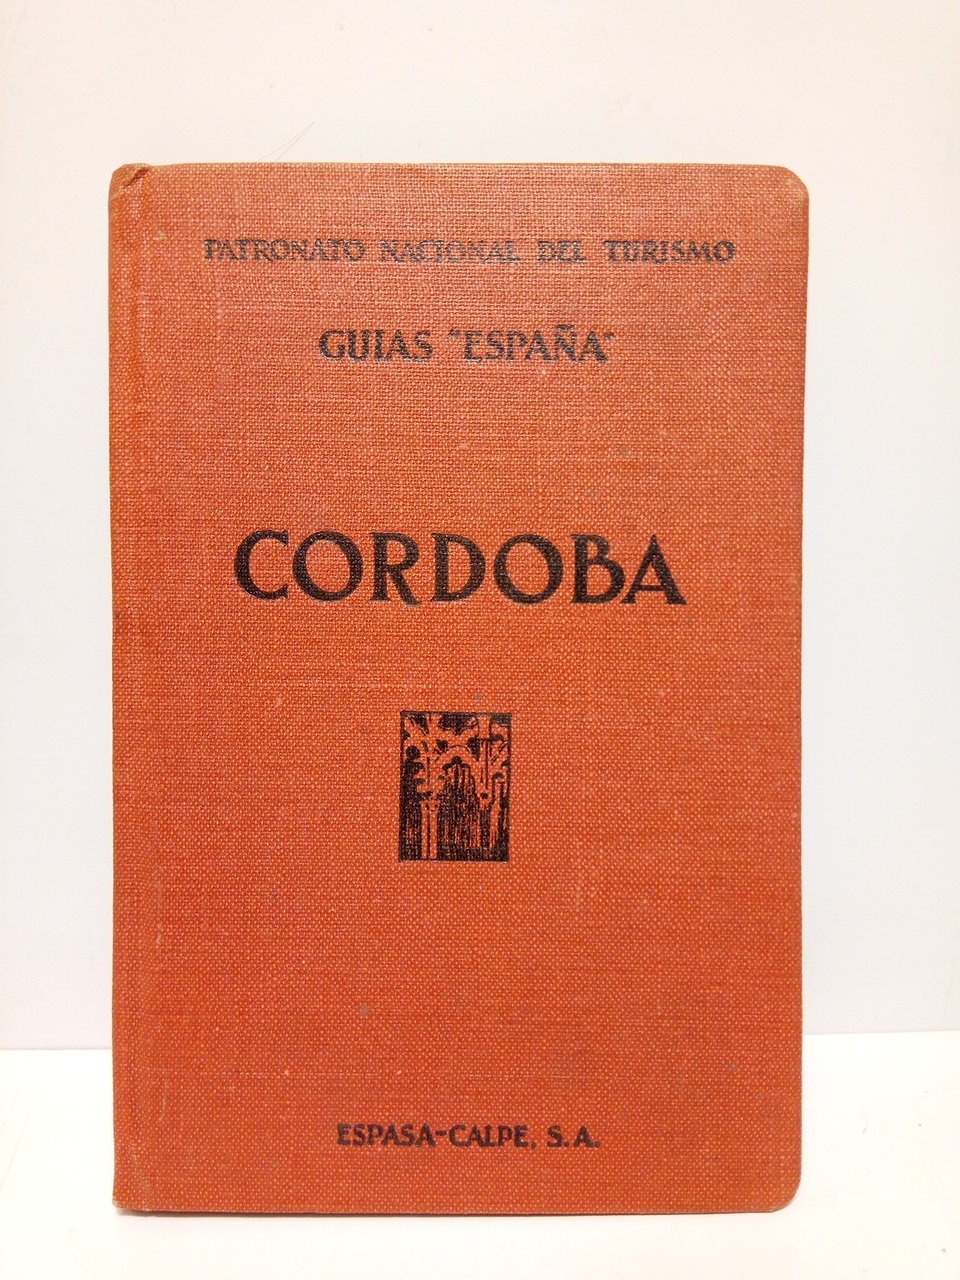 PATRONATO NACIONAL DEL TURISMO
GUIAS "ESPAÑA"
CORDOBA
ESPASA-CALPE, S.A.